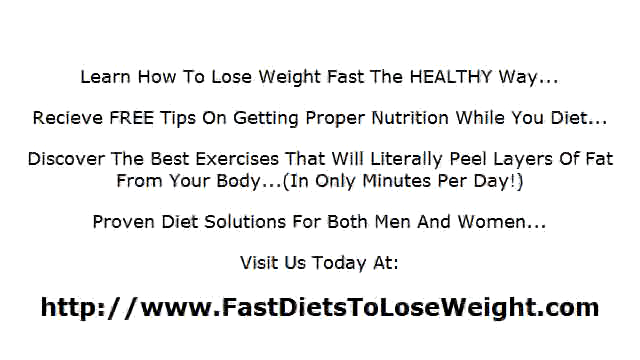 Learn How To Lose Weight Fast The HEALTHY Way...
Recieve FREE Tips On Getting Proper Nutrition While You Diet...
Discover The Best Exercises That Will Literally Peel Layers Of Fat
From Your Body...(In Only Minutes Per Day!)
Proven Diet Solutions For Both Men And Women...
Visit Us Today At:
http://www.FastDietsToLoseWeight.com